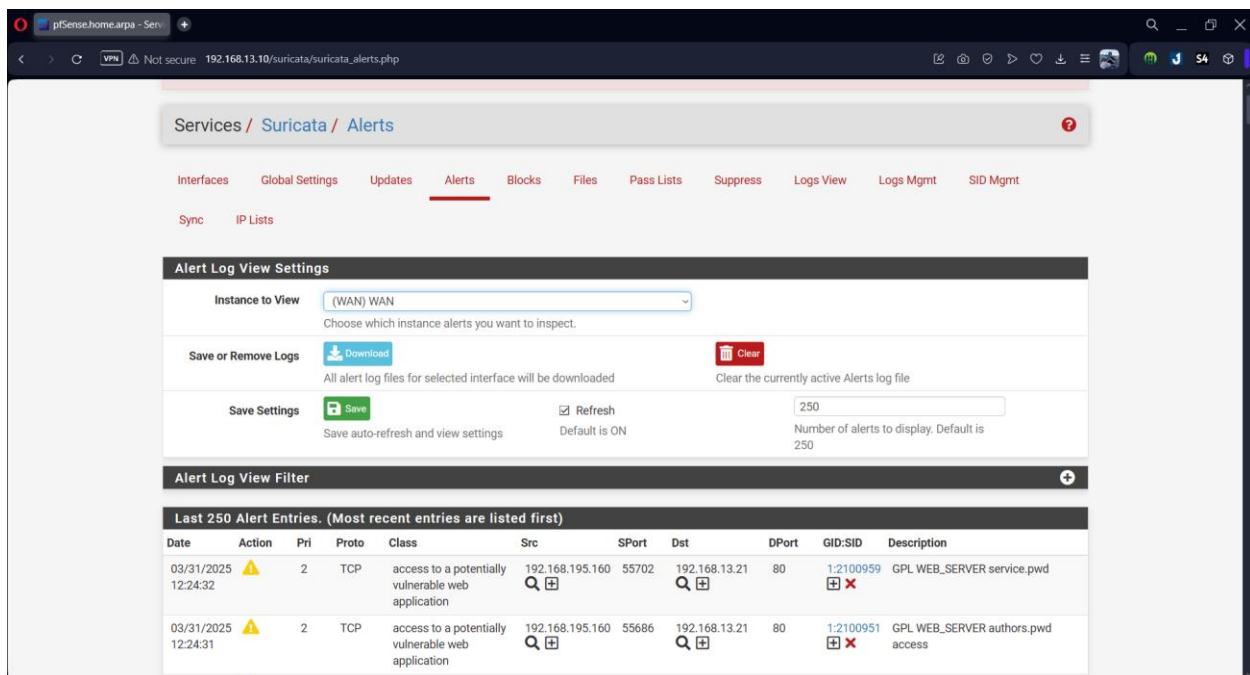 pfSense.home.arpa - Serv
VPN Not secure 192.168.13.10/suricata/suricata_alerts.php
S4
Services / Suricata / Alerts
Interfaces Global Settings Updates Alerts Blocks Files Pass Lists Suppress Logs View Logs Mgmt SID Mgmt
Sync IP Lists
Alert Log View Settings
Instance to View (WAN) WAN
Choose which instance alerts you want to inspect.
Save or Remove Logs Download Clear
All alert log files for selected interface will be downloaded Clear the currently active Alerts log file
Save Settings Save Refresh 250
Save auto-refresh and view settings Default is ON Number of alerts to display. Default is
250
Alert Log View Filter
Last 250 Alert Entries. (Most recent entries are listed first)
Date Action Pri Proto Class Src SPort Dst DPort GID:SID Description
03/31/2025 2 TCP access to a potentially 192.168.195.160 55702 192.168.13.21 80 1:2100959 GPL WEB_SERVER service.pwd
12:24:32 vulnerable web
application
03/31/2025 2 TCP access to a potentially 192.168.195.160 55686 192.168.13.21 80 1:2100951 GPL WEB_SERVER authors.pwd
12:24:31 vulnerable web access
application